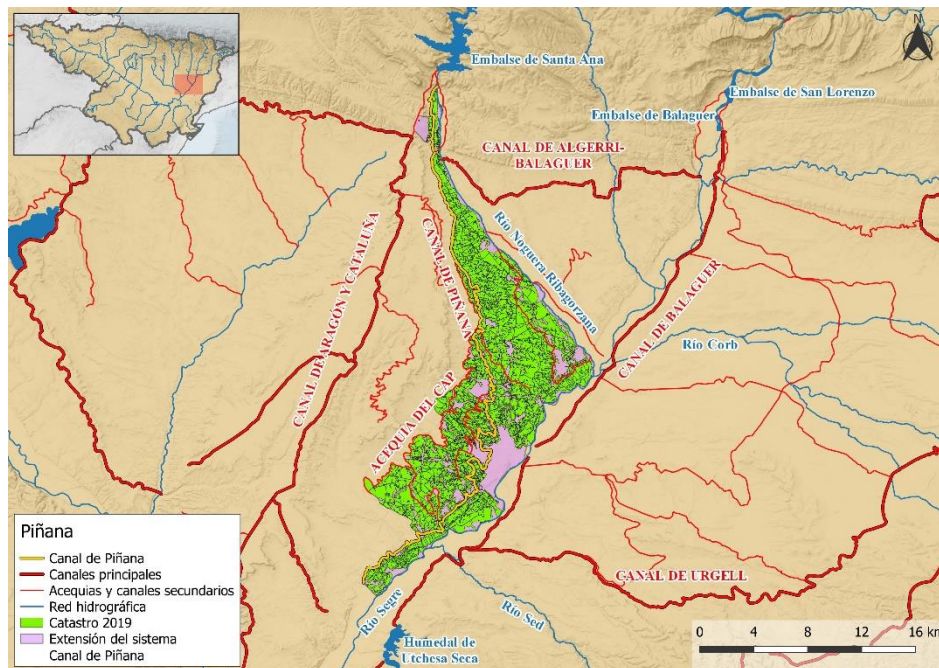 Embalse de Santa Ana
Embalse de San Lorenzo
Embalse de Balaguer
CANAL DE ALGERRI-
BALAGUER
CANAL DE ARAGÓN Y CATALUÑA
CANAL DE PIÑANA
Río Noguera Ribagorzana
CANAL DE BALAGUER
Río Corb
ACEQUIA DEL CAP
CANAL DE URGELL
Río Segre
Río Sed
Humedal de
Utchesa Seca
Piñana
Canal de Piñana
Canales principales
Acequias y canales secundarios
Red hidrográfica
Catastro 2019
Extensión del sistema
Canal de Piñana
0 4 8 12 16 km